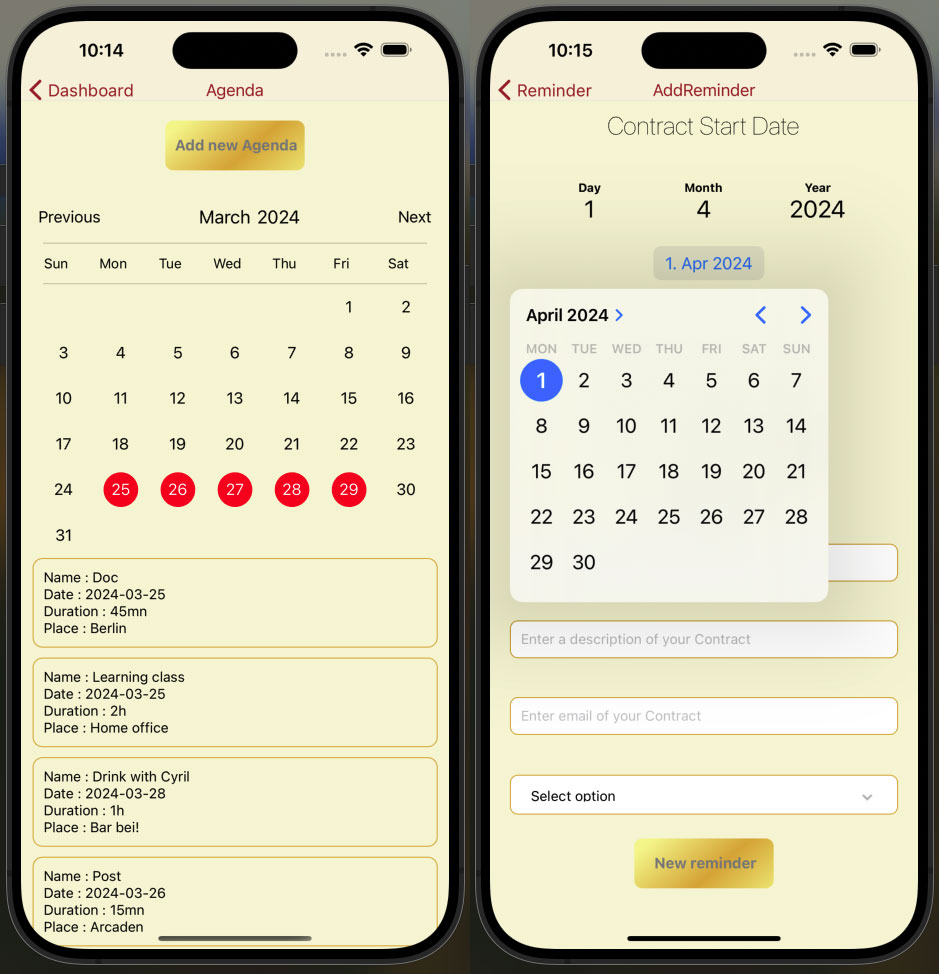 10:14
Dashboard
Agenda
Add new Agenda
Previous
March 2024
Next
Sun Mon Tue Wed Thu Fri Sat
1 2
3 4 5 6 7 8 9
10 11 12 13 14 15 16
17 18 19 20 21 22 23
24 25 26 27 28 29 30
31
Name : Doc
Date : 2024-03-25
Duration : 45mn
Place : Berlin
Name : Learning class
Date : 2024-03-25
Duration : 2h
Place : Home office
Name : Drink with Cyril
Date : 2024-03-28
Duration : 1h
Place : Bar bei!
Name : Post
Date : 2024-03-26
Duration : 15mn
Place : Arcaden
10:15
Reminder
AddReminder
Contract Start Date
Day Month Year
1 4 2024
1. Apr 2024
April 2024
MON TUE WED THU FRI SAT SUN
1 2 3 4 5 6 7
8 9 10 11 12 13 14
15 16 17 18 19 20 21
22 23 24 25 26 27 28
29 30
Enter a description of your Contract
Enter email of your Contract
Select option
New reminder